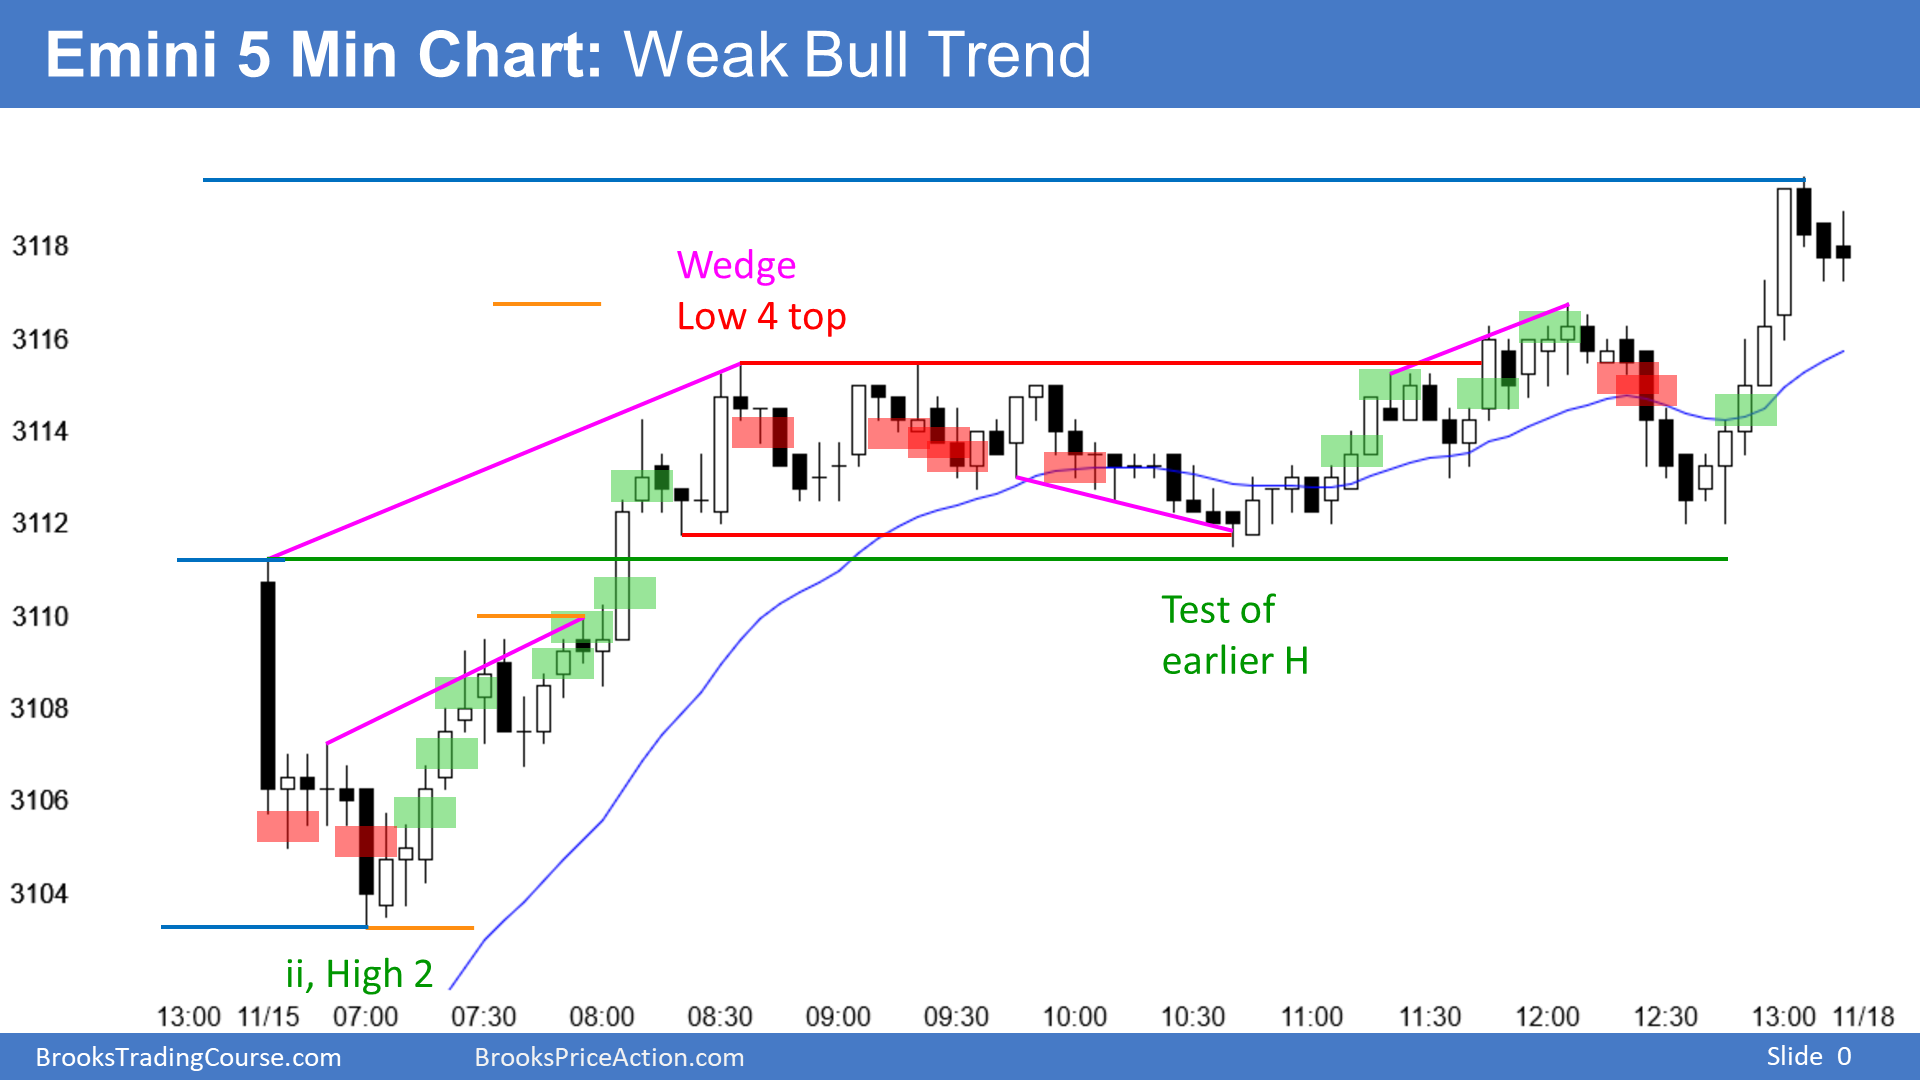 Emini 5 Min Chart: Weak Bull Trend
3118
Wedge
Low 4 top
3116
3114
3112
3110
Test of
earlier H
3108
3106
3104
ii, High 2
13:00 11/15 07:00 07:30 08:00 08:30 09:00 09:30 10:00 10:30 11:00 11:30 12:00 12:30 13:00 11/18
BrooksTradingCourse.com BrooksPriceAction.com Slide 0